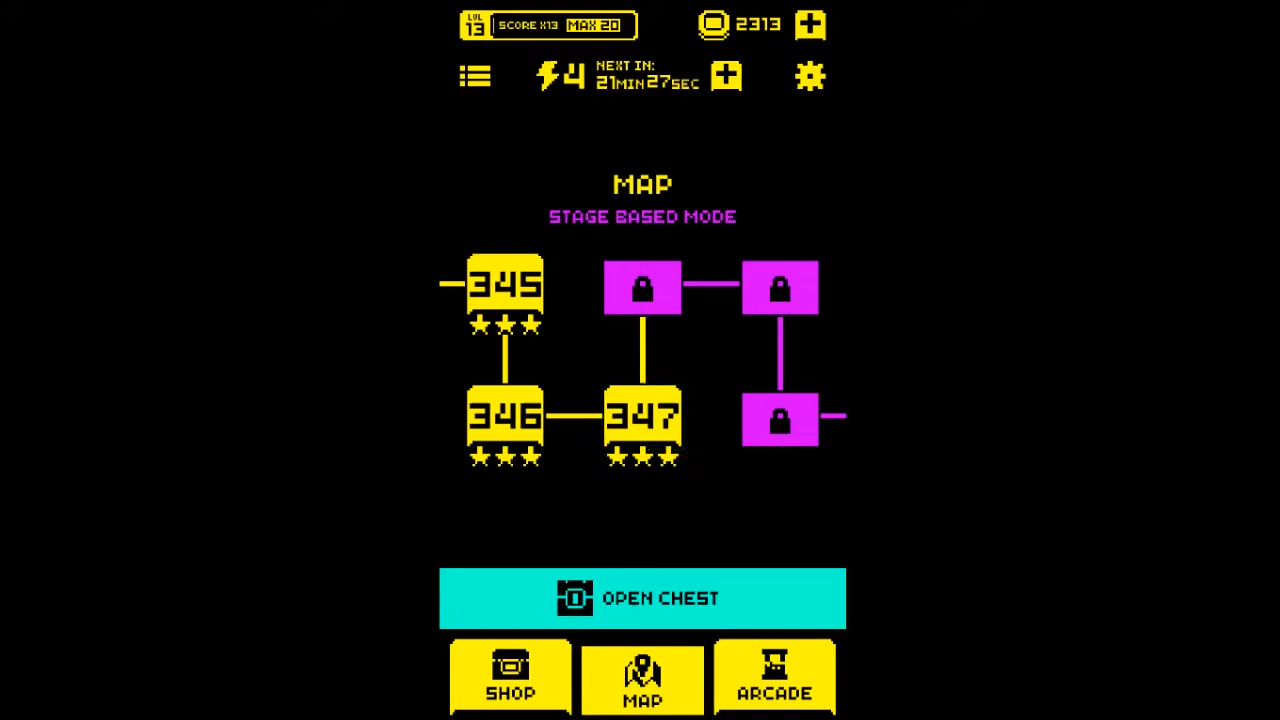 LVL
13
SCORE X13 MAX 20
2313
4
NEXT IN:
21MIN27SEC
MAP
STAGE BASED MODE
345
346
347
OPEN CHEST
SHOP
MAP
ARCADE